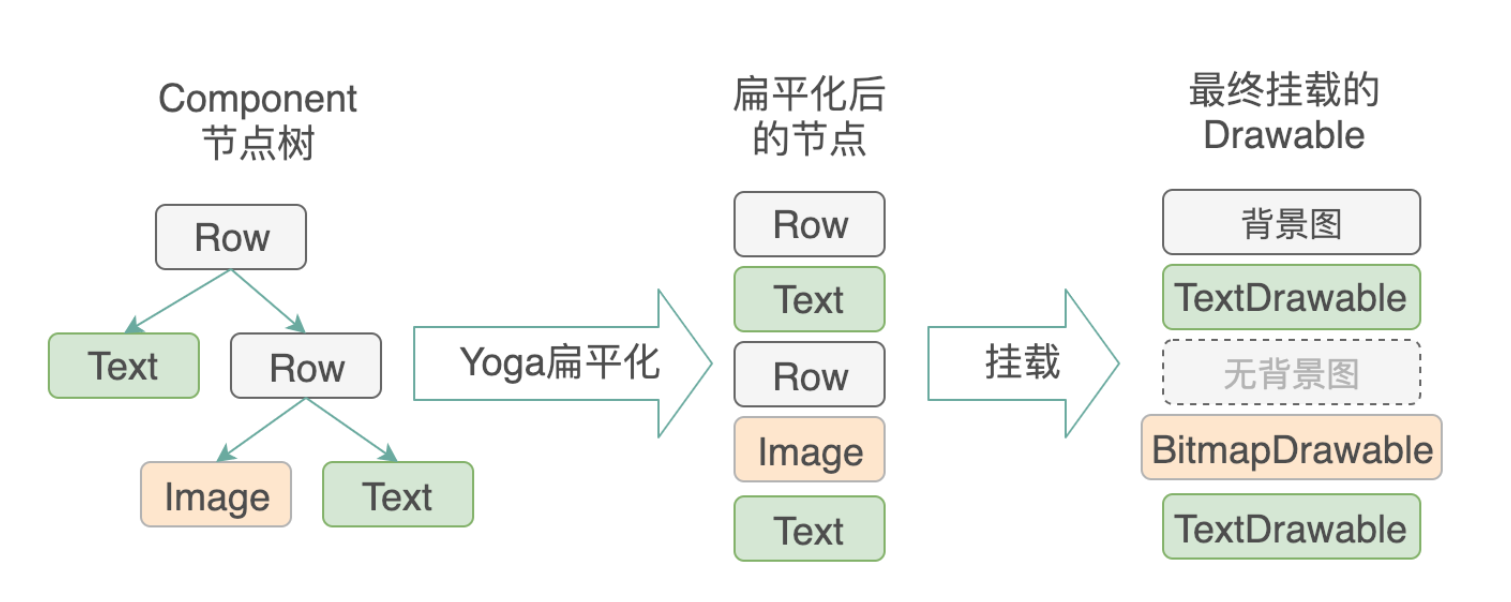 Component
节点树
Row
Text
Row
Image
Text
Yoga扁平化
扁平化后
的节点
Row
Text
Row
Image
Text
挂载
最终挂载的
Drawable
背景图
TextDrawable
无背景图
BitmapDrawable
TextDrawable